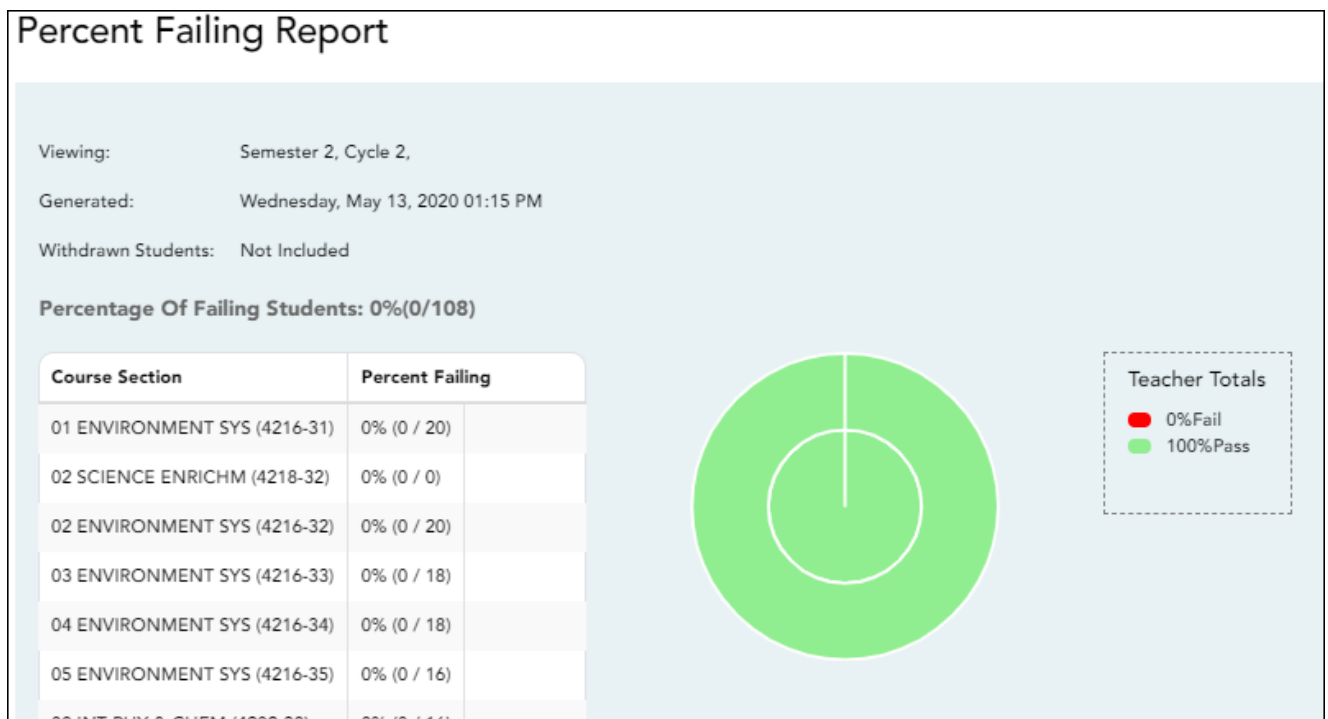 Percent Failing Report
Viewing: Semester 2, Cycle 2,
Generated: Wednesday, May 13, 2020 01:15 PM
Withdrawn Students: Not Included
Percentage Of Failing Students: 0%(0/108)
Course Section Percent Failing
01 ENVIRONMENT SYS (4216-31) 0% (0 / 20)
02 SCIENCE ENRICHM (4218-32) 0% (0 / 0)
02 ENVIRONMENT SYS (4216-32) 0% (0 / 20)
03 ENVIRONMENT SYS (4216-33) 0% (0 / 18)
04 ENVIRONMENT SYS (4216-34) 0% (0 / 18)
05 ENVIRONMENT SYS (4216-35) 0% (0 / 16)
Teacher Totals
0%Fail
100%Pass